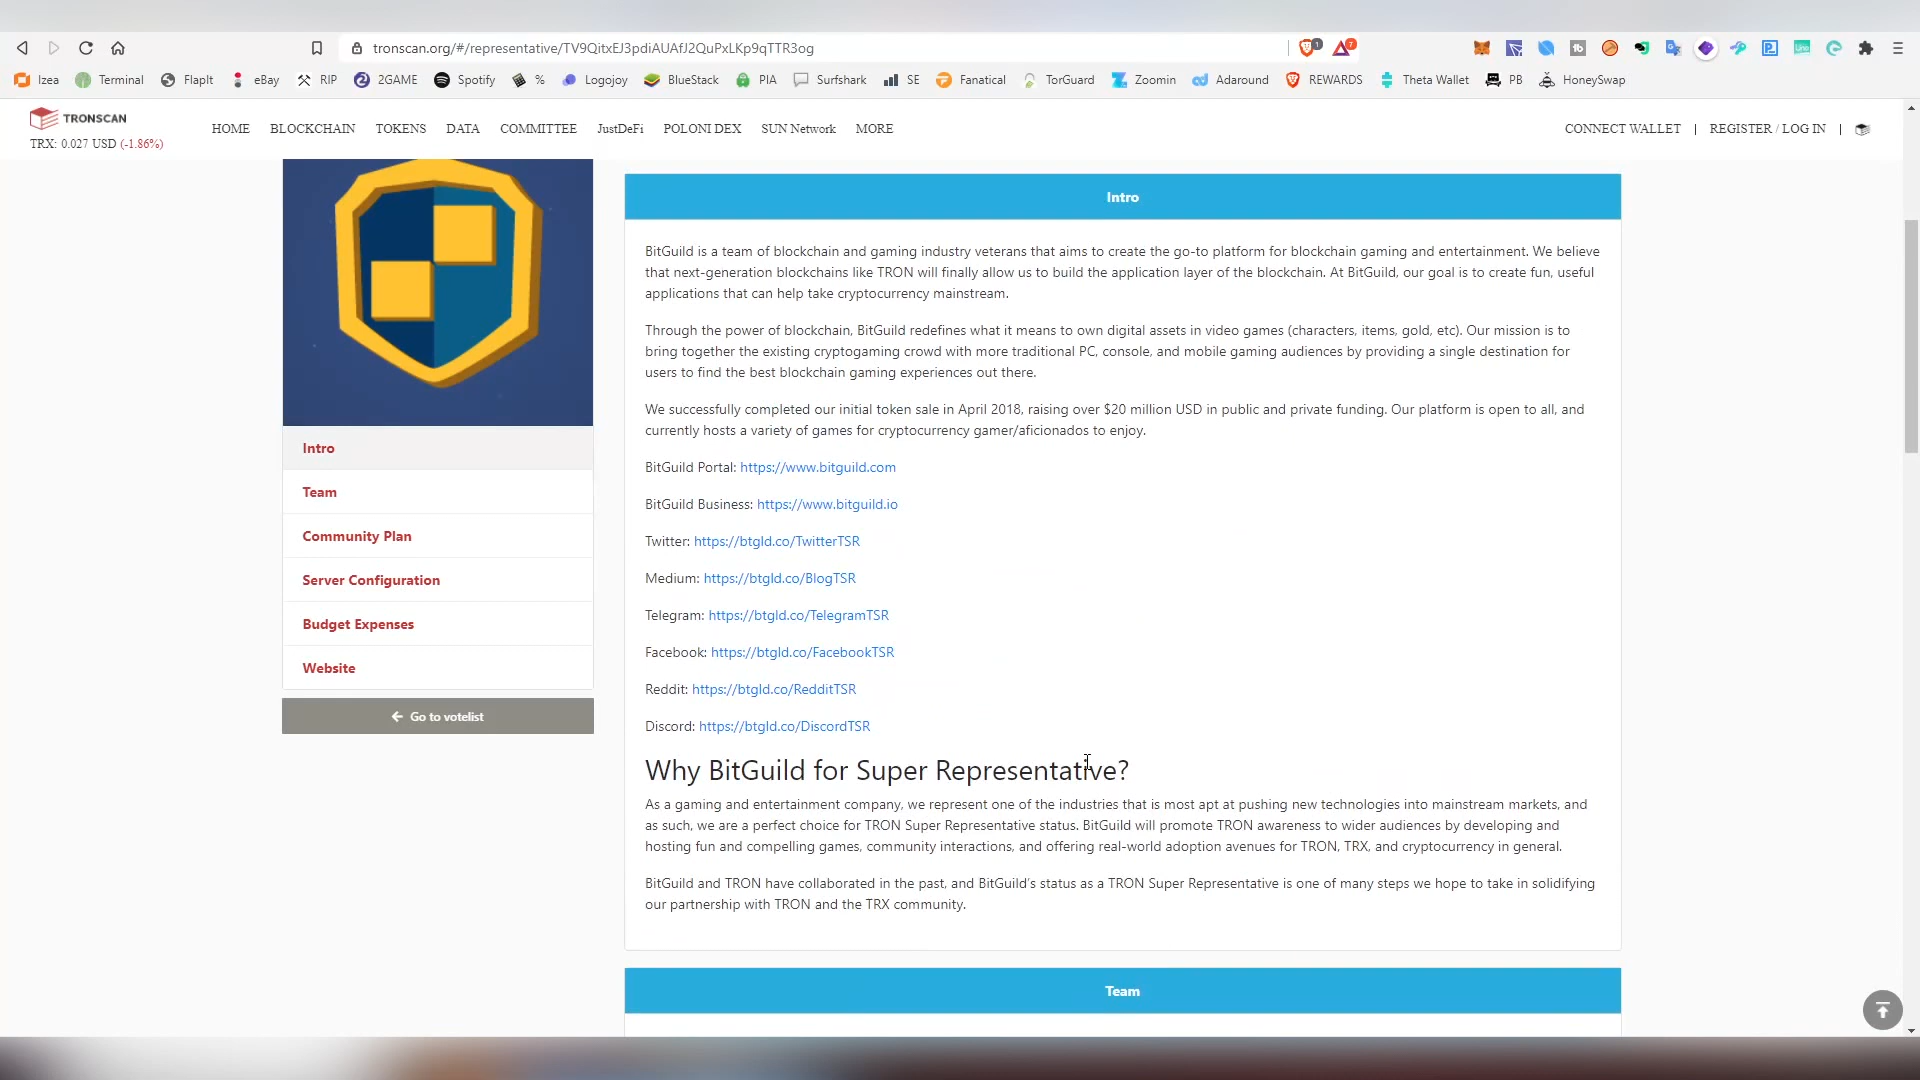 tronscan.org/#/representative/TV9QitxEJ3pdiAUAfJ2QuPxLKp9qTTR3og
1
7
Izea Terminal FlapIt eBay RIP 2GAME Spotify % Logojoy BlueStack PIA Surfshark SE Fanatical TorGuard Zoomin Adaround REWARDS Theta Wallet PB HoneySwap
TRONSCAN
TRX: 0.027 USD (-1.86%)
HOME BLOCKCHAIN TOKENS DATA COMMITTEE JustDeFi POLONI DEX SUN Network MORE
CONNECT WALLET | REGISTER / LOG IN |
Intro
Team
Community Plan
Server Configuration
Budget Expenses
Website
Go to votelist
Intro
BitGuild is a team of blockchain and gaming industry veterans that aims to create the go-to platform for blockchain gaming and entertainment. We believe
that next-generation blockchains like TRON will finally allow us to build the application layer of the blockchain. At BitGuild, our goal is to create fun, useful
applications that can help take cryptocurrency mainstream.
Through the power of blockchain, BitGuild redefines what it means to own digital assets in video games (characters, items, gold, etc). Our mission is to
bring together the existing cryptogaming crowd with more traditional PC, console, and mobile gaming audiences by providing a single destination for
users to find the best blockchain gaming experiences out there.
We successfully completed our initial token sale in April 2018, raising over $20 million USD in public and private funding. Our platform is open to all, and
currently hosts a variety of games for cryptocurrency gamer/aficionados to enjoy.
BitGuild Portal: https://www.bitguild.com
BitGuild Business: https://www.bitguild.io
Twitter: https://btgld.co/TwitterTSR
Medium: https://btgld.co/BlogTSR
Telegram: https://btgld.co/TelegramTSR
Facebook: https://btgld.co/FacebookTSR
Reddit: https://btgld.co/RedditTSR
Discord: https://btgld.co/DiscordTSR
Why BitGuild for Super Representative?
As a gaming and entertainment company, we represent one of the industries that is most apt at pushing new technologies into mainstream markets, and
as such, we are a perfect choice for TRON Super Representative status. BitGuild will promote TRON awareness to wider audiences by developing and
hosting fun and compelling games, community interactions, and offering real-world adoption avenues for TRON, TRX, and cryptocurrency in general.
BitGuild and TRON have collaborated in the past, and BitGuild's status as a TRON Super Representative is one of many steps we hope to take in solidifying
our partnership with TRON and the TRX community.
Team